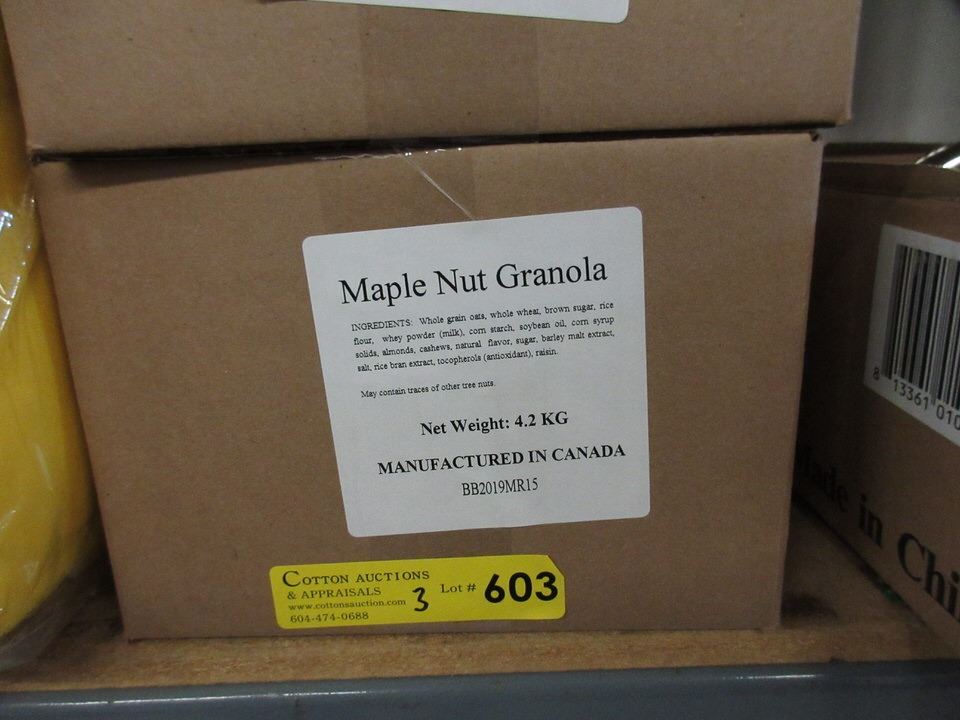 Maple Nut Granola
INGREDIENTS: Whole grain oats, whole wheat, brown sugar, rice
flour, whey powder (milk), corn starch, soybean oil, corn syrup
solids, almonds, cashews, natural flavor, sugar, barley malt extract,
salt, rice bran extract, tocopherols (antioxidant), raisin.
May contain traces of other tree nuts.
Net Weight: 4.2 KG
MANUFACTURED IN CANADA
BB2019MR15
COTTON AUCTIONS
& APPRAISALS
www.cottonsauction.com
604-474-0688
3
Lot # 603
8 13361 010
Made in Chi